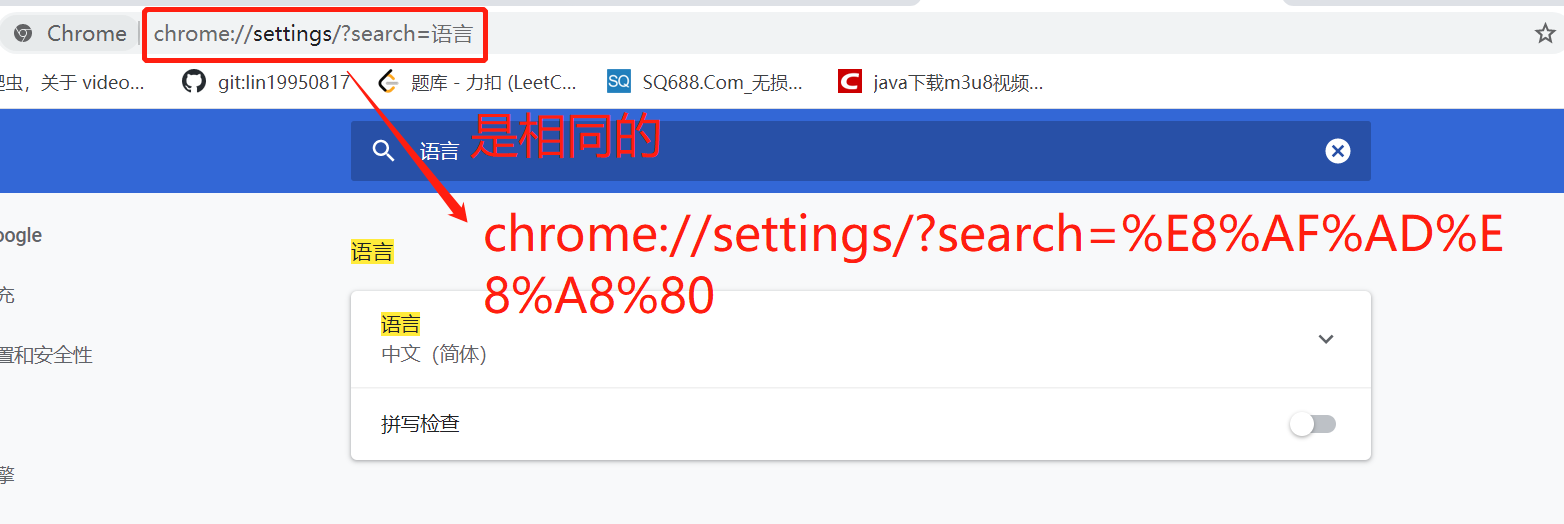 Chrome
chrome://settings/?search=语言
爬虫，关于 video...
git:lin19950817
题库 - 力扣 (LeetC...
SQ
SQ688.Com_无损...
java下载m3u8视频...
语言
是相同的
chrome://settings/?search=%E8%AF%AD%E
8%A8%80
oogle
充
置和安全性
擎
语言
语言
中文（简体）
拼写检查